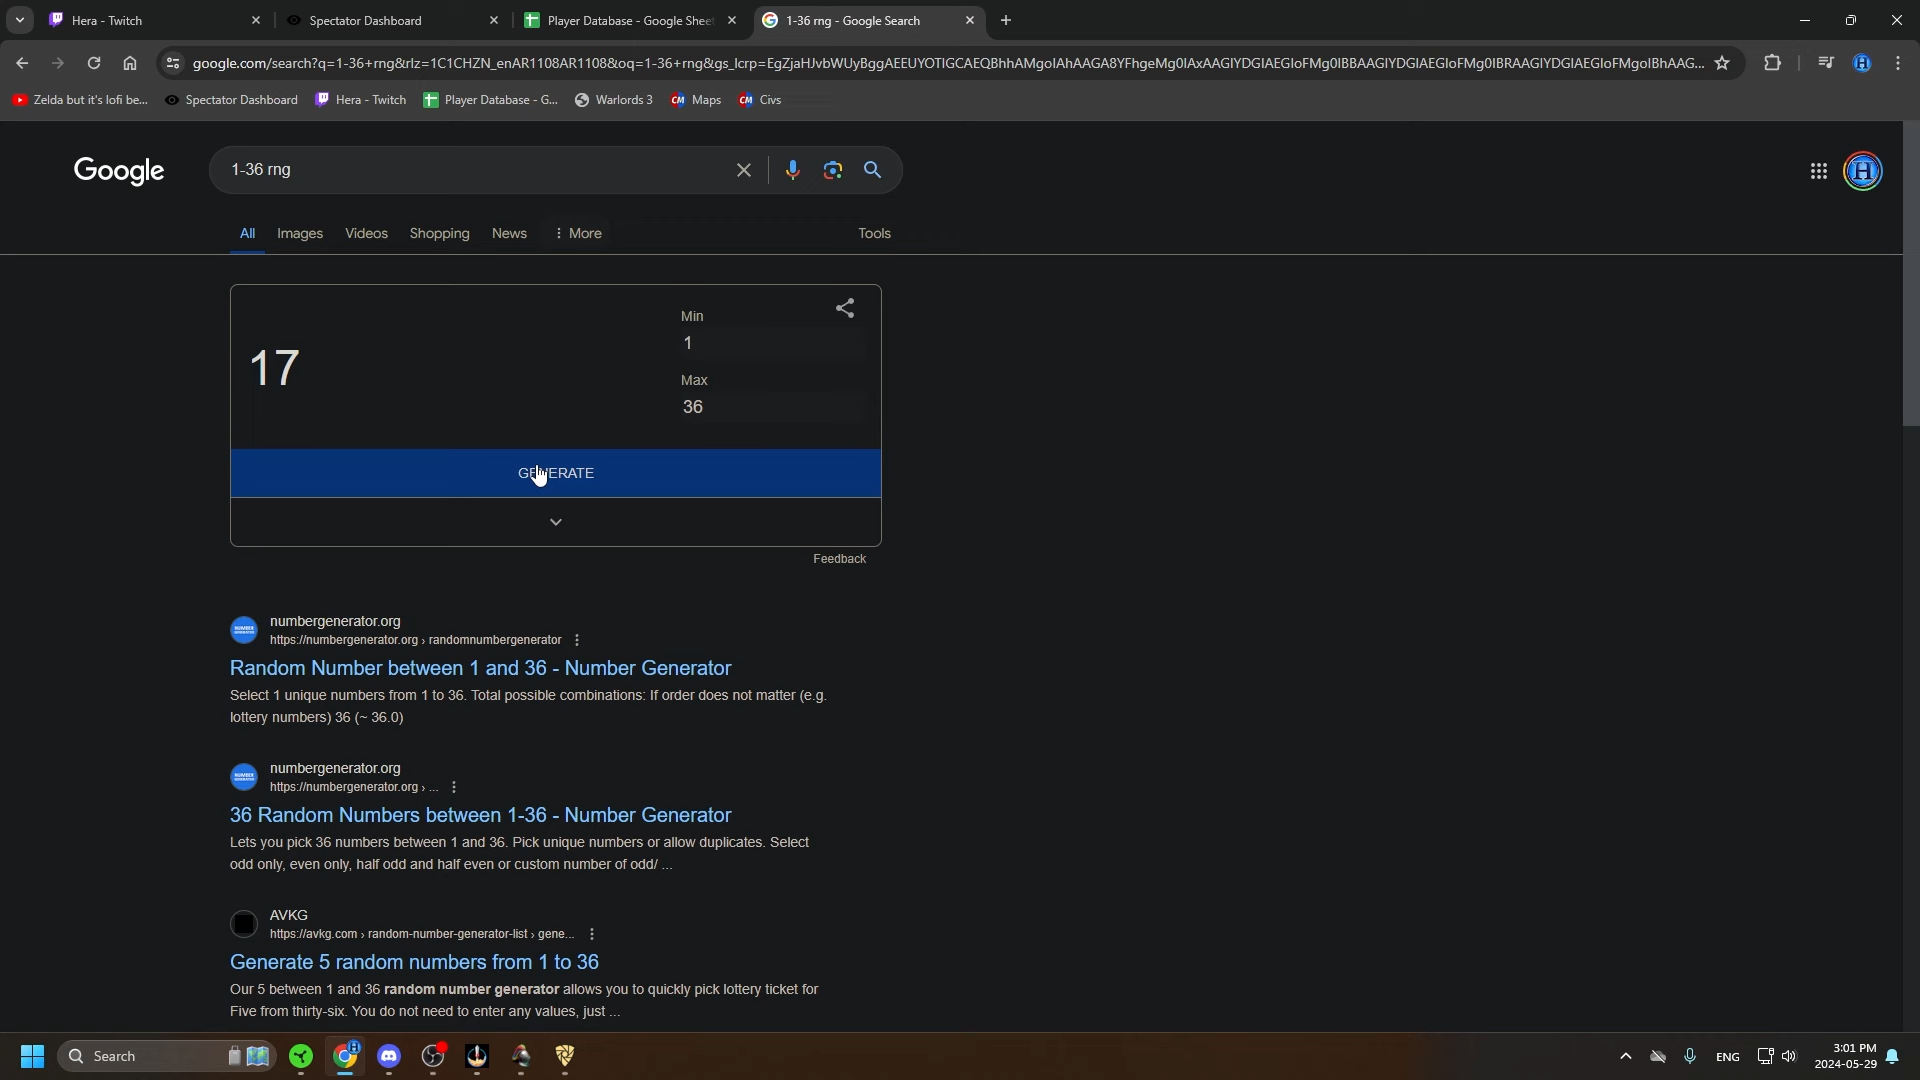 Hera - Twitch
Spectator Dashboard
Player Database - Google Shee
1-36 rng - Google Search
google.com/search?q=1-36+rng&rlz=1C1CHZN_enAR1108AR1108&oq=1-36+rng&gs_lcrp=
Zelda but it's lofi be...
Spectator Dashboard
Hera - Twitch
Player Database - G...
Warlords 3
CM Maps
CM Civs
Google
1-36 rng
H
All
Images
Videos
Shopping
News
More
Tools
17
Min
1
Max
36
GENERATE
Feedback
NUMBER
numbergenerator.org
https://numbergenerator.org › randomnumbergenerator
Random Number between 1 and 36 - Number Generator
Select 1 unique numbers from 1 to 36. Total possible combinations: If order does not matter (e.g.
lottery numbers) 36 (~ 36.0)
NUMBER
numbergenerator.org
https://numbergenerator.org › ...
36 Random Numbers between 1-36 - Number Generator
Lets you pick 36 numbers between 1 and 36. Pick unique numbers or allow duplicates. Select
odd only, even only, half odd and half even or custom number of odd/ ...
AVKG
https://avkg.com › random-number-generator-list › gene...
Generate 5 random numbers from 1 to 36
Our 5 between 1 and 36 random number generator allows you to quickly pick lottery ticket for
Five from thirty-six. You do not need to enter any values, just ...
Search
ENG
3:01 PM
2024-05-29